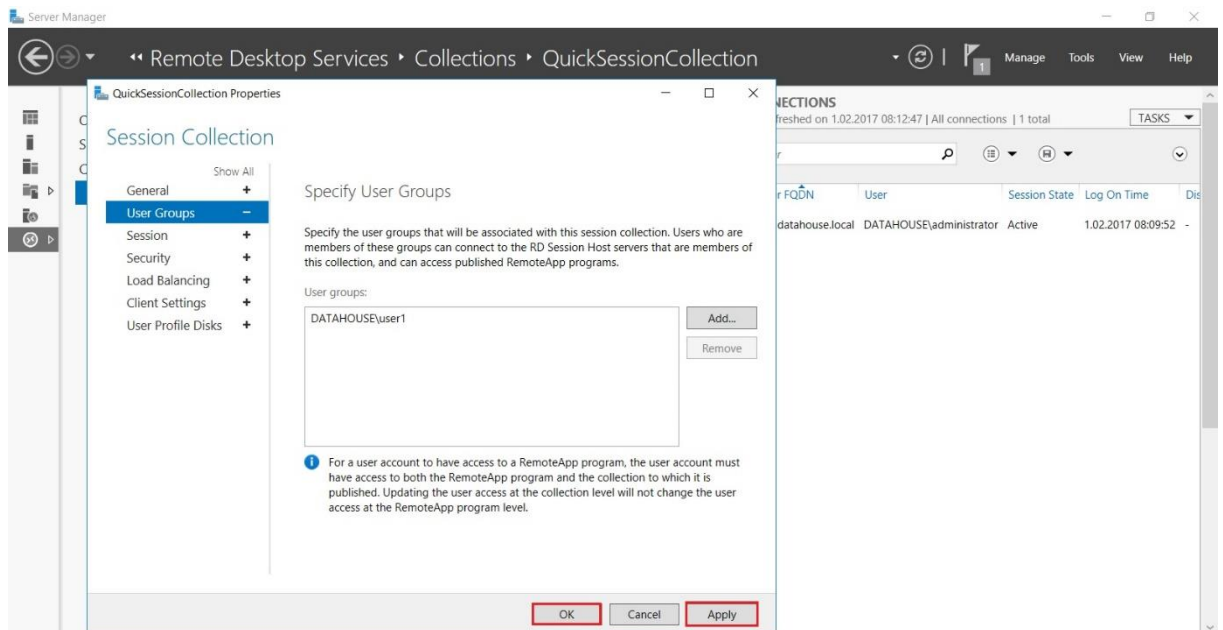 Server Manager
Remote Desktop Services ‣ Collections ‣ QuickSessionCollection
1
Manage Tools View Help
QuickSessionCollection Properties
Session Collection
Show All
General +
User Groups −
Session +
Security +
Load Balancing +
Client Settings +
User Profile Disks +
Specify User Groups
Specify the user groups that will be associated with this session collection. Users who are
members of these groups can connect to the RD Session Host servers that are members of
this collection, and can access published RemoteApp programs.
User groups:
DATAHOUSE\user1
Add...
Remove
For a user account to have access to a RemoteApp program, the user account must
have access to both the RemoteApp program and the collection to which it is
published. Updating the user access at the collection level will not change the user
access at the RemoteApp program level.
OK Cancel Apply
NECTIONS
freshed on 1.02.2017 08:12:47 | All connections | 1 total
TASKS
r FQDN User Session State Log On Time Dis
datahouse.local DATAHOUSE\administrator Active 1.02.2017 08:09:52 -